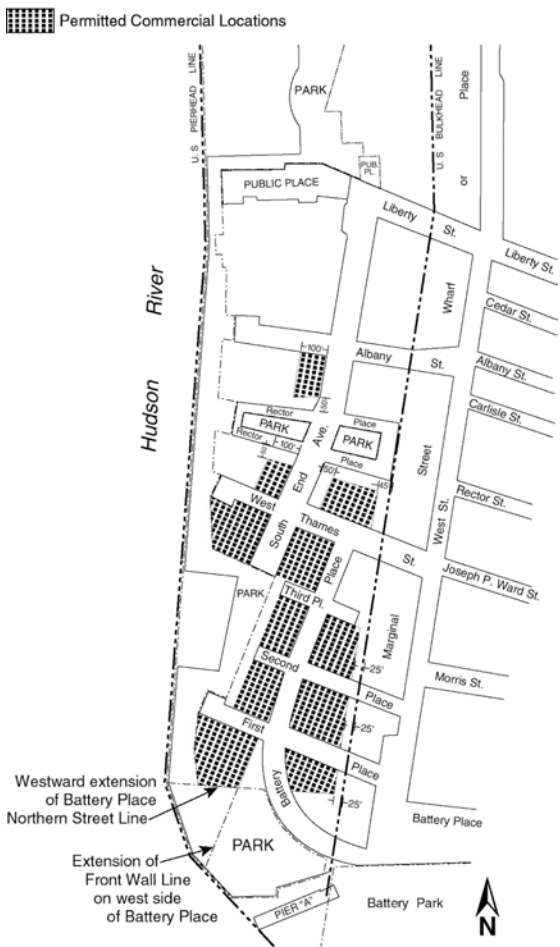 Permitted Commercial Locations
U.S PIERHEAD LINE
PARK
U.S BULKHEAD LINE
Place
or
PUB.
PL.
PUBLIC PLACE
Liberty
St.
Liberty St.
River
Wharf
Cedar St.
100'
Albany
St.
Albany St.
Carlisle St.
Hudson
50'
Rector
Place
PARK
Ave.
PARK
Rector
100'
50'
Place
Street
End
50'
45'
Rector St.
West
South
Thames
St.
West St.
Joseph P. Ward St.
Place
PARK
Third Pl.
Marginal
Second
25'
Morris St.
Place
First
25'
Place
Westward extension
of Battery Place
Northern Street Line
Battery
25'
Battery Place
PARK
Extension of
Front Wall Line
on west side
of Battery Place
PIER "A"
Battery Park
N